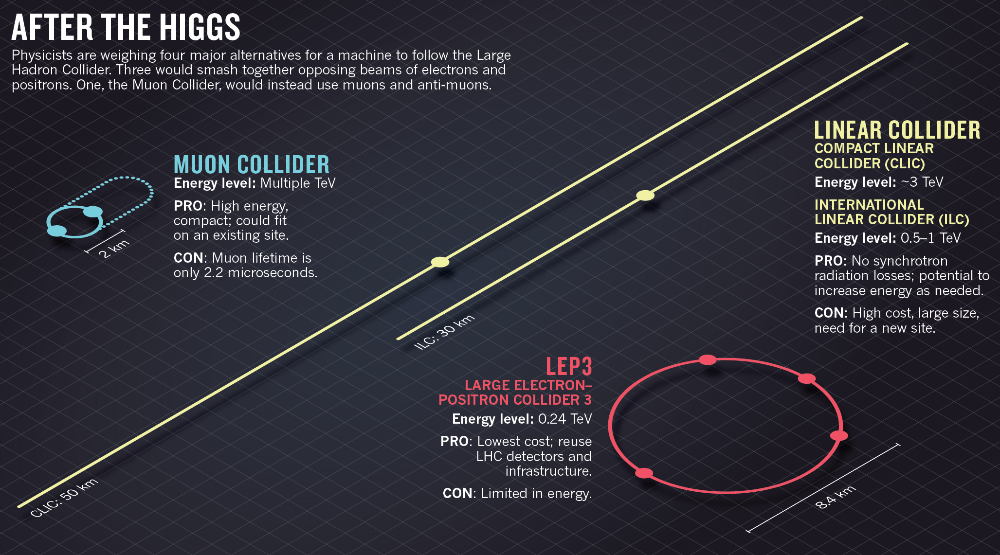 AFTER THE HIGGS
Physicists are weighing four major alternatives for a machine to follow the Large
Hadron Collider. Three would smash together opposing beams of electrons and
positrons. One, the Muon Collider, would instead use muons and anti-muons.
MUON COLLIDER
Energy level: Multiple TeV
PRO: High energy,
compact; could fit
on an existing site.
CON: Muon lifetime is
only 2.2 microseconds.
2 km
LINEAR COLLIDER
COMPACT LINEAR
COLLIDER (CLIC)
Energy level: ~3 TeV
INTERNATIONAL
LINEAR COLLIDER (ILC)
Energy level: 0.5–1 TeV
PRO: No synchrotron
radiation losses; potential to
increase energy as needed.
CON: High cost, large size,
need for a new site.
ILC: 30 km
CLIC: 50 km
LEP3
LARGE ELECTRON–
POSITRON COLLIDER 3
Energy level: 0.24 TeV
PRO: Lowest cost; reuse
LHC detectors and
infrastructure.
CON: Limited in energy.
8.4 km